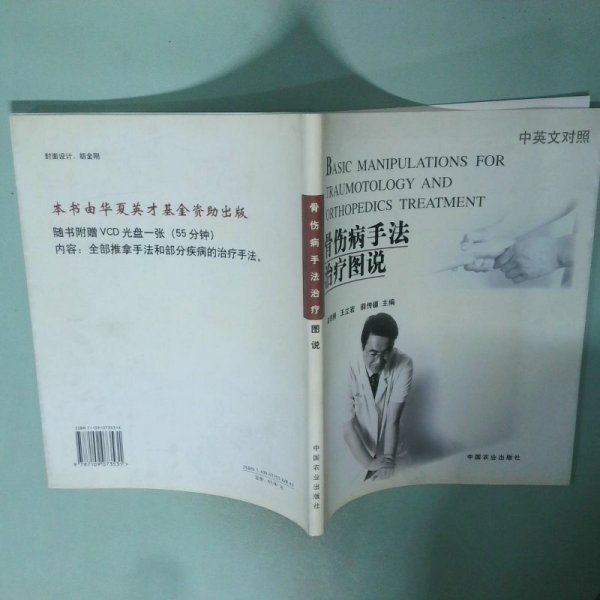 封面设计：胡金刚
本书由华夏英才基金资助出版
随书附赠VCD光盘一张（55分钟）
内容：全部推拿手法和部分疾病的治疗手法。
骨伤病手法治疗图说
中国农业出版社
中英文对照
BASIC MANIPULATIONS FOR
TRAUMOTOLOGY AND
ORTHOPEDICS TREATMENT
骨伤病手法
治疗图说
王立君 主编
中国农业出版社